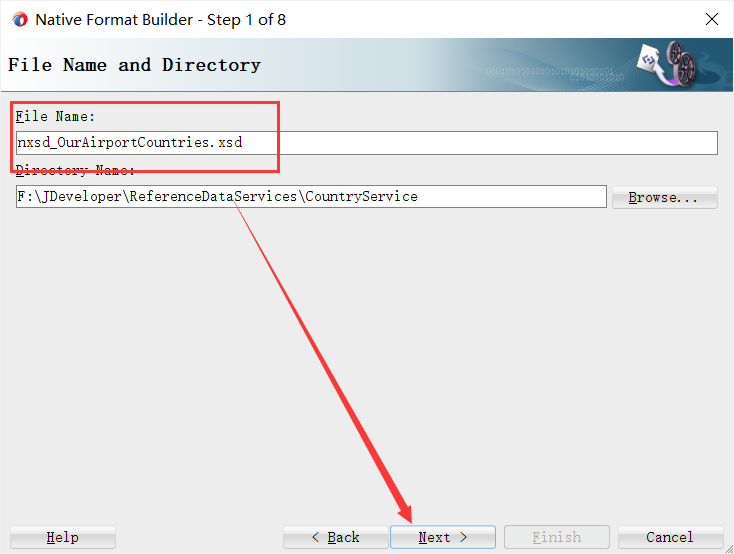 Native Format Builder - Step 1 of 8
File Name and Directory
File Name:
nxsd_OurAirportCountries.xsd
Directory Name:
F:\JDeveloper\ReferenceDataServices\CountryService
Browse...
Help
< Back
Next >
Finish
Cancel